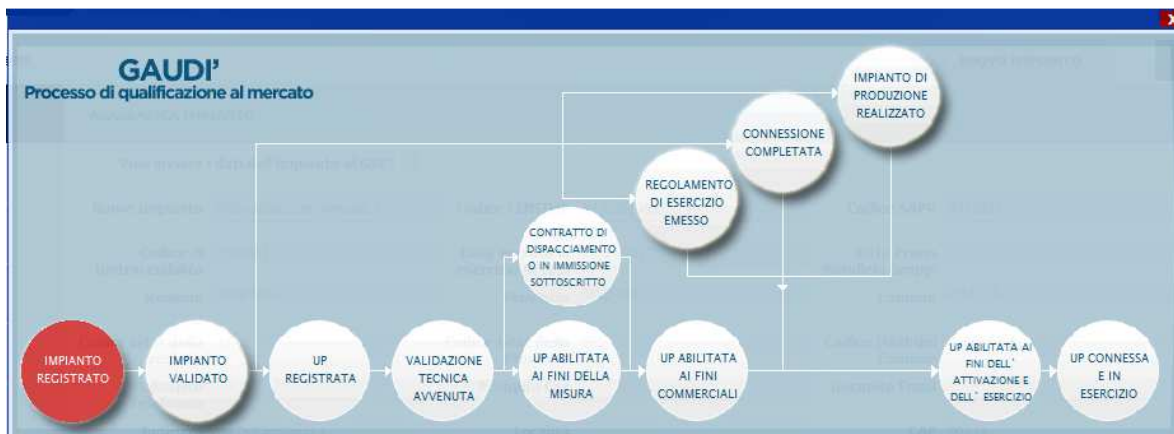 X
GAUDI'
Processo di qualificazione al mercato
IMPIANTO DI
PRODUZIONE
REALIZZATO
CONNESSIONE
COMPLETATA
REGOLAMENTO
DI ESERCIZIO
EMESSO
CONTRATTO DI
DISPACCIAMENTO
O IN IMMISSIONE
SOTTOSCRITTO
IMPIANTO
REGISTRATO
IMPIANTO
VALIDATO
UP
REGISTRATA
VALIDAZIONE
TECNICA
AVVENUTA
UP ABILITATA
AI FINI DELLA
MISURA
UP ABILITATA
AI FINI
COMMERCIALI
UP ABILITATA AI
FINI DELL`
ATTIVAZIONE E
DELL` ESERCIZIO
UP CONNESSA
E IN
ESERCIZIO